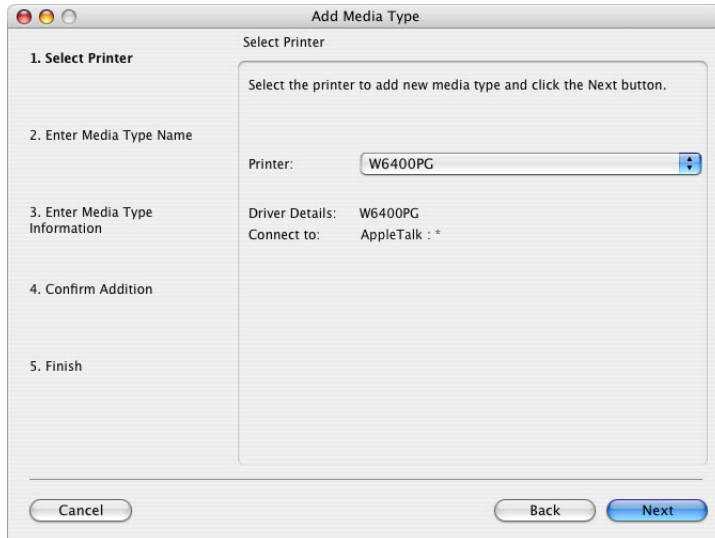 Add Media Type
1. Select Printer
2. Enter Media Type Name
3. Enter Media Type
Information
4. Confirm Addition
5. Finish
Select Printer
Select the printer to add new media type and click the Next button.
Printer: W6400PG
Driver Details: W6400PG
Connect to: AppleTalk : *
Cancel
Back
Next